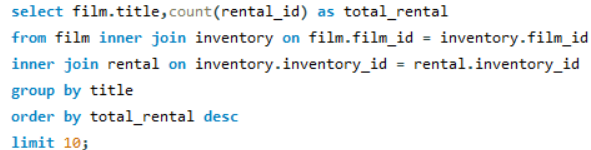 select film.title,count(rental_id) as total_rental
from film inner join inventory on film.film_id = inventory.film_id
inner join rental on inventory.inventory_id = rental.inventory_id
group by title
order by total_rental desc
limit 10;